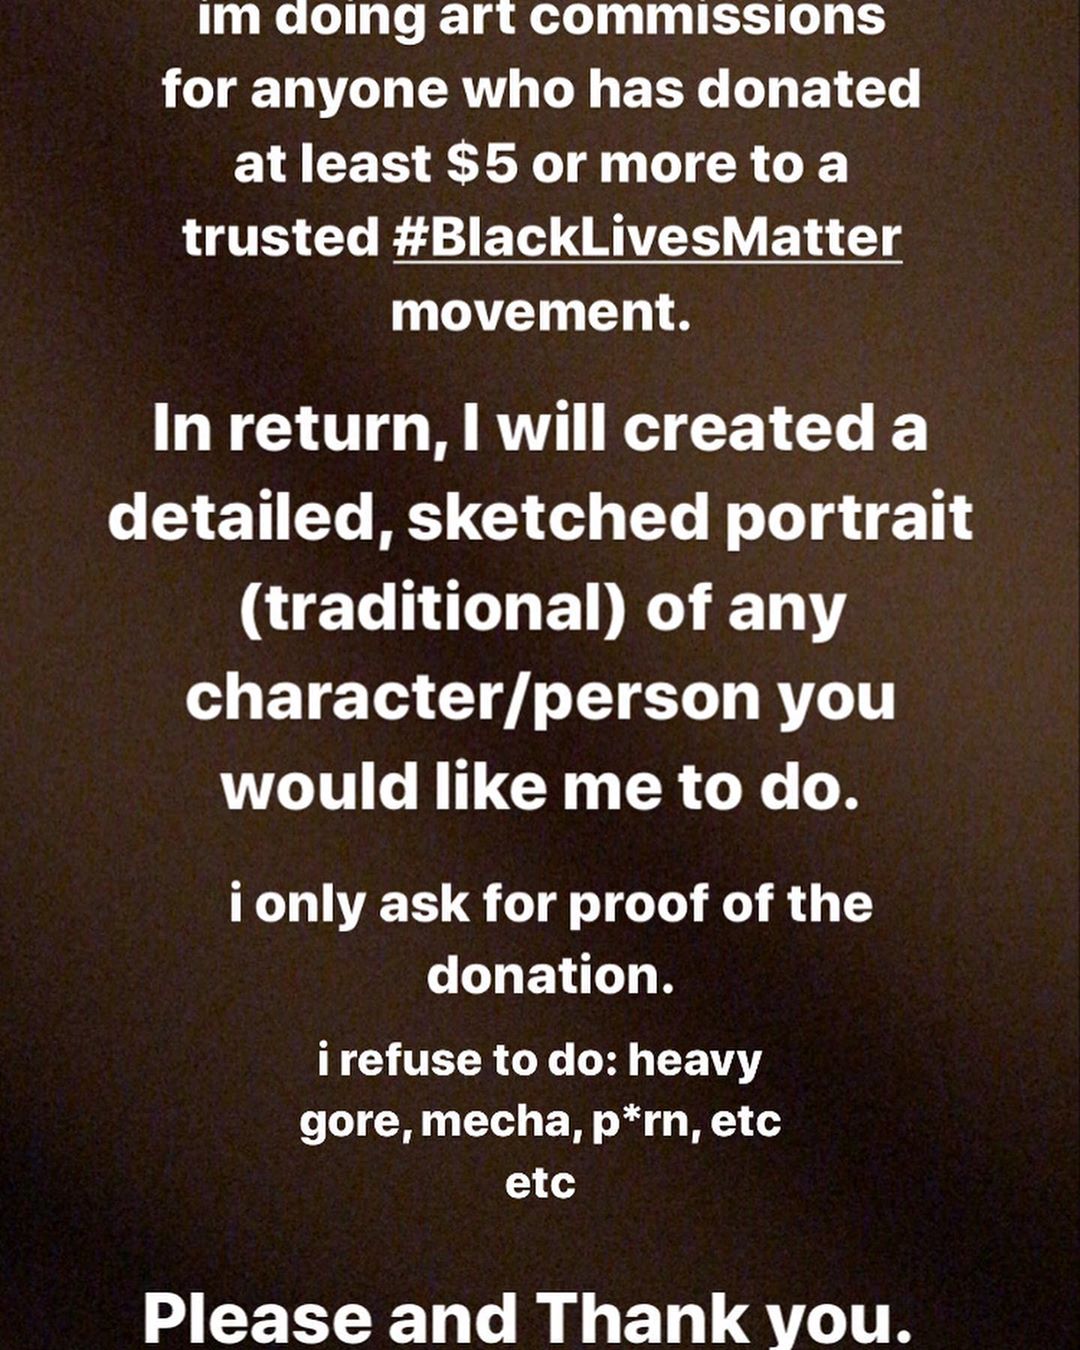 im doing art commissions
for anyone who has donated
at least $5 or more to a
trusted #BlackLivesMatter
movement.
In return, I will created a
detailed, sketched portrait
(traditional) of any
character/person you
would like me to do.
i only ask for proof of the
donation.
i refuse to do: heavy
gore, mecha, p*rn, etc
etc
Please and Thank you.